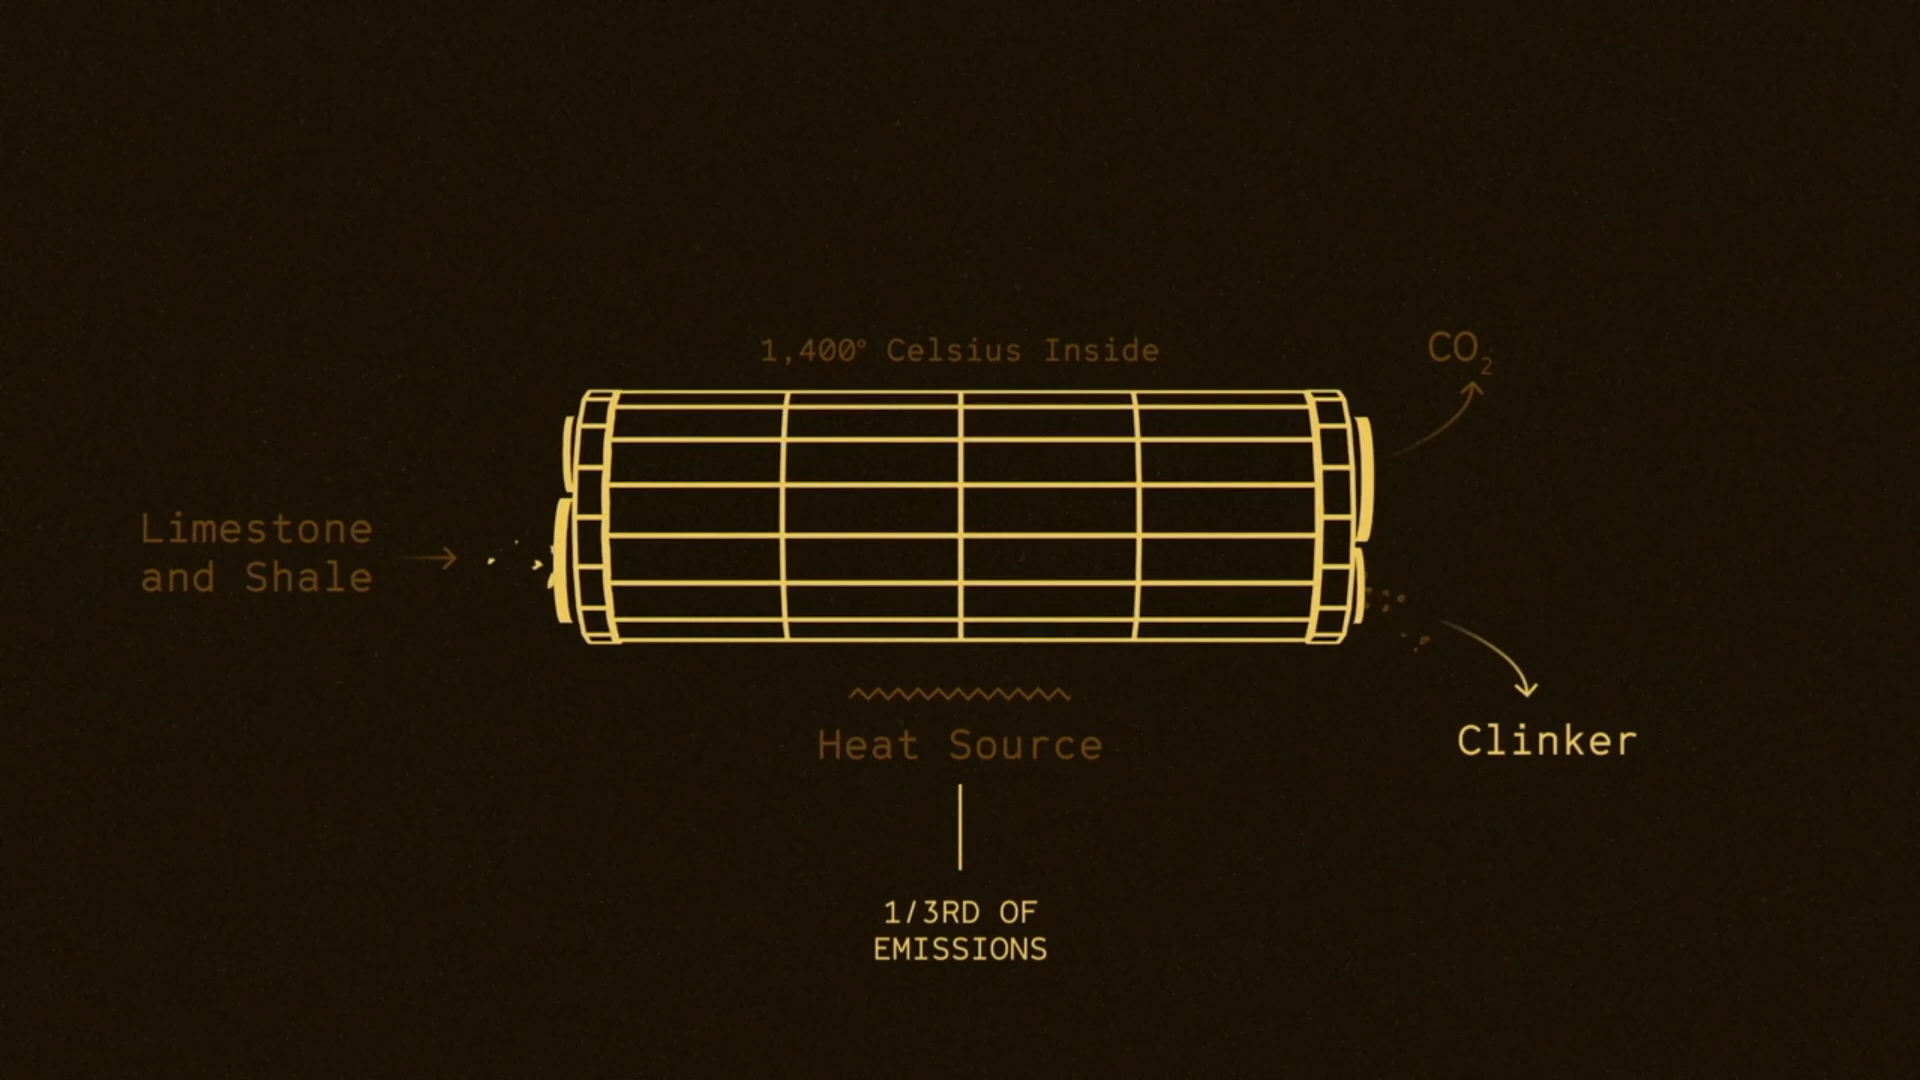 1,400° Celsius Inside
CO₂
Limestone
and Shale
Heat Source
Clinker
1/3RD OF
EMISSIONS